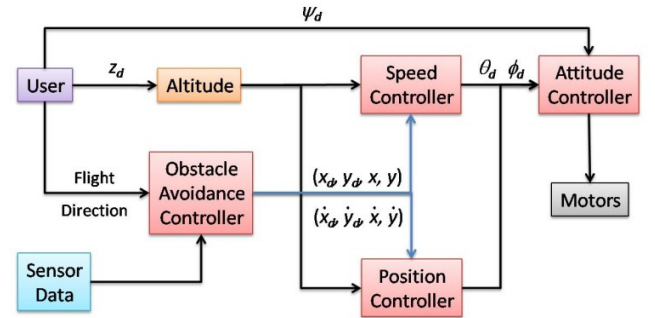 ψd
User
zd
Altitude
Speed
Controller
θd ϕd
Attitude
Controller
Flight
Direction
Obstacle
Avoidance
Controller
(xd, yd, x, y)
(ẋd, ẏd, ẋ, ẏ)
Motors
Sensor
Data
Position
Controller